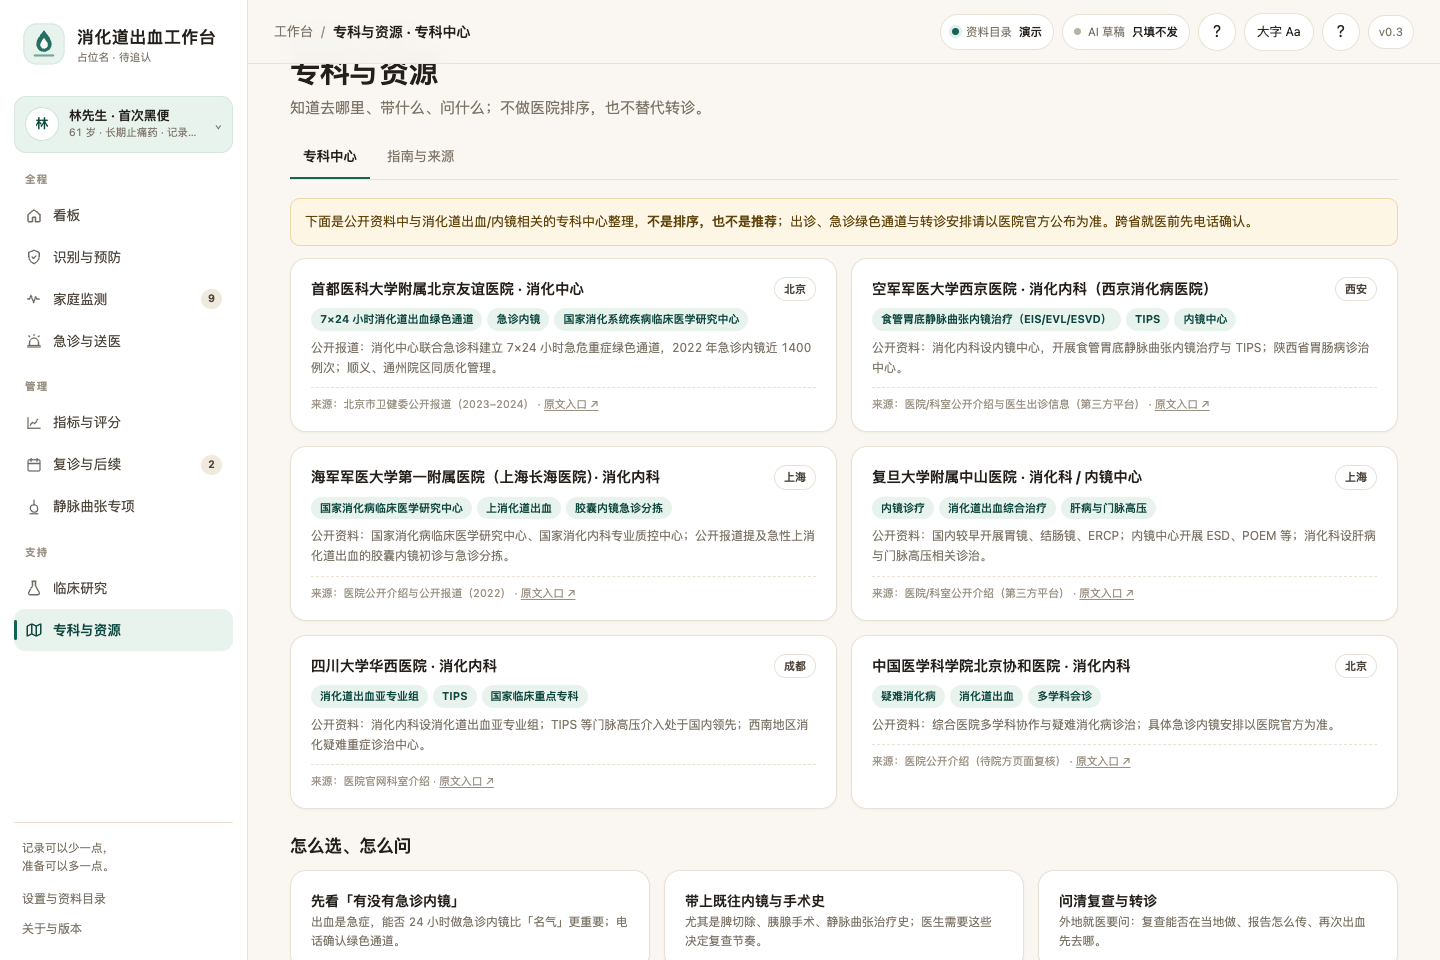 消化道出血工作台
占位名 · 待追认
林
林先生 · 首次黑便
61 岁 · 长期止痛药 · 记录...
全程
看板
识别与预防
家庭监测
9
急诊与送医
管理
指标与评分
复诊与后续
2
静脉曲张专项
支持
临床研究
专科与资源
记录可以少一点，
准备可以多一点。
设置与资料目录
关于与版本
工作台 / 专科与资源 · 专科中心
资料目录 演示
AI 草稿 只填不发
?
大字 Aa
?
v0.3
专科与资源
知道去哪里、带什么、问什么；不做医院排序，也不替代转诊。
专科中心
指南与来源
下面是公开资料中与消化道出血/内镜相关的专科中心整理，不是排序，也不是推荐；出诊、急诊绿色通道与转诊安排请以医院官方公布为准。跨省就医前先电话确认。
首都医科大学附属北京友谊医院 · 消化中心
北京
7×24 小时消化道出血绿色通道
急诊内镜
国家消化系统疾病临床医学研究中心
公开报道：消化中心联合急诊科建立 7×24 小时急危重症绿色通道，2022 年急诊内镜近 1400
例次；顺义、通州院区同质化管理。
来源：北京市卫健委公开报道（2023–2024） · 原文入口 ↗
空军军医大学西京医院 · 消化内科（西京消化病医院）
西安
食管胃底静脉曲张内镜治疗（EIS/EVL/ESVD）
TIPS
内镜中心
公开资料：消化内科设内镜中心，开展食管胃底静脉曲张内镜治疗与 TIPS；陕西省胃肠病诊治
中心。
来源：医院/科室公开介绍与医生出诊信息（第三方平台） · 原文入口 ↗
海军军医大学第一附属医院（上海长海医院）· 消化内科
上海
国家消化病临床医学研究中心
上消化道出血
胶囊内镜急诊分拣
公开资料：国家消化病临床医学研究中心、国家消化内科专业质控中心；公开报道提及急性上消
化道出血的胶囊内镜初诊与急诊分拣。
来源：医院公开介绍与公开报道（2022） · 原文入口 ↗
复旦大学附属中山医院 · 消化科 / 内镜中心
上海
内镜诊疗
消化道出血综合治疗
肝病与门脉高压
公开资料：国内较早开展胃镜、结肠镜、ERCP；内镜中心开展 ESD、POEM 等；消化科设肝病
与门脉高压相关诊治。
来源：医院/科室公开介绍（第三方平台） · 原文入口 ↗
四川大学华西医院 · 消化内科
成都
消化道出血亚专业组
TIPS
国家临床重点专科
公开资料：消化内科设消化道出血亚专业组；TIPS 等门脉高压介入处于国内领先；西南地区消
化疑难重症诊治中心。
来源：医院官网科室介绍 · 原文入口 ↗
中国医学科学院北京协和医院 · 消化内科
北京
疑难消化病
消化道出血
多学科会诊
公开资料：综合医院多学科协作与疑难消化病诊治；具体急诊内镜安排以医院官方为准。
来源：医院公开介绍（待院方页面复核） · 原文入口 ↗
怎么选、怎么问
先看「有没有急诊内镜」
出血是急症，能否 24 小时做急诊内镜比「名气」更重要；电
话确认绿色通道。
带上既往内镜与手术史
尤其是脾切除、胰腺手术、静脉曲张治疗史；医生需要这些
决定复查节奏。
问清复查与转诊
外地就医要问：复查能否在当地做、报告怎么传、再次出血
先去哪。